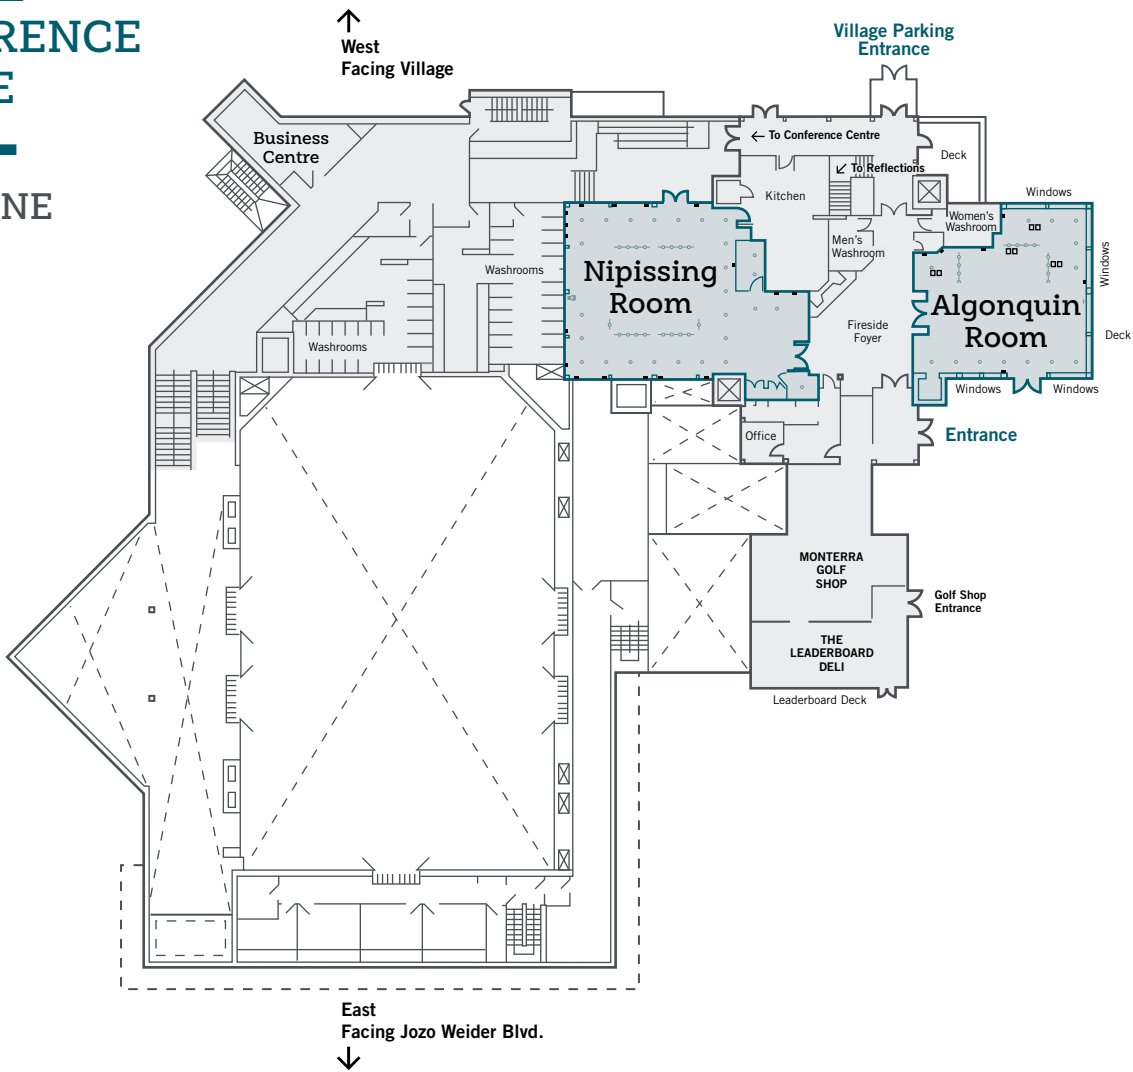 RENCE
E
NE
West
Facing Village
Village Parking
Entrance
Business
Centre
← To Conference Centre
↙ To Reflections
Deck
Kitchen
Windows
Women's
Washroom
Men's
Washroom
Windows
Washrooms
Nipissing
Room
Algonquin
Room
Fireside
Foyer
Deck
Washrooms
Windows
Windows
Office
Entrance
MONTERRA
GOLF
SHOP
Golf Shop
Entrance
THE
LEADERBOARD
DELI
Leaderboard Deck
East
Facing Jozo Weider Blvd.